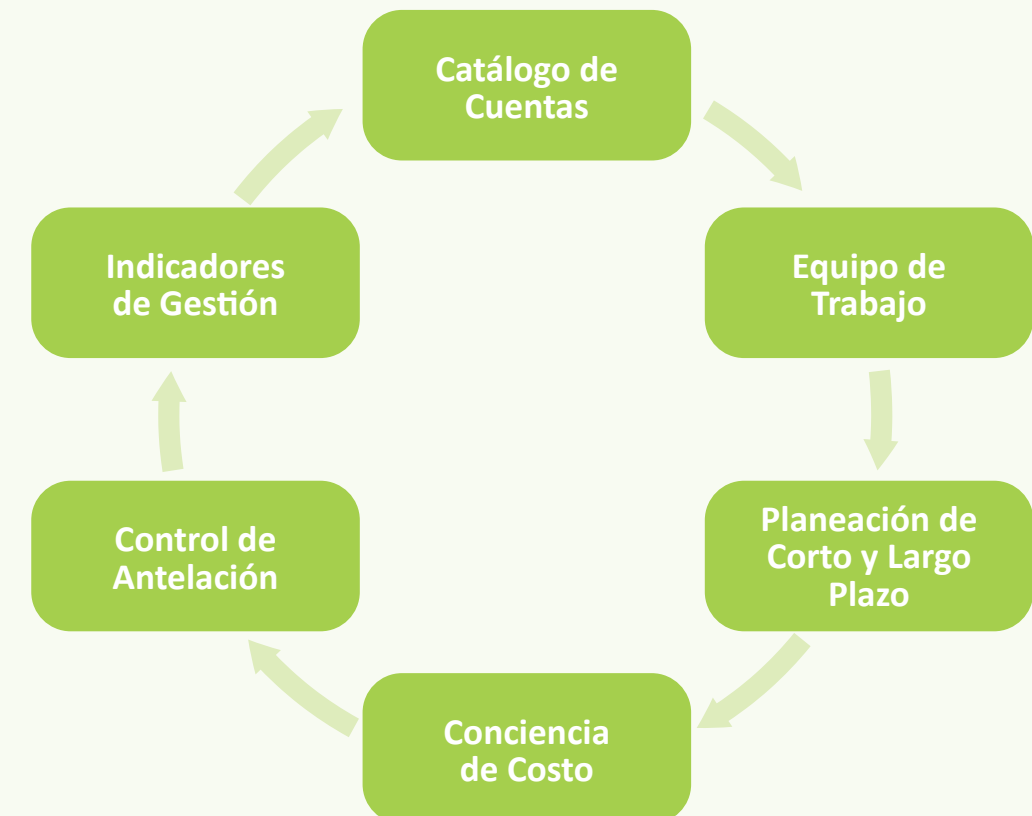 Catálogo de
Cuentas
Equipo de
Trabajo
Planeación de
Corto y Largo
Plazo
Conciencia
de Costo
Control de
Antelación
Indicadores
de Gestión